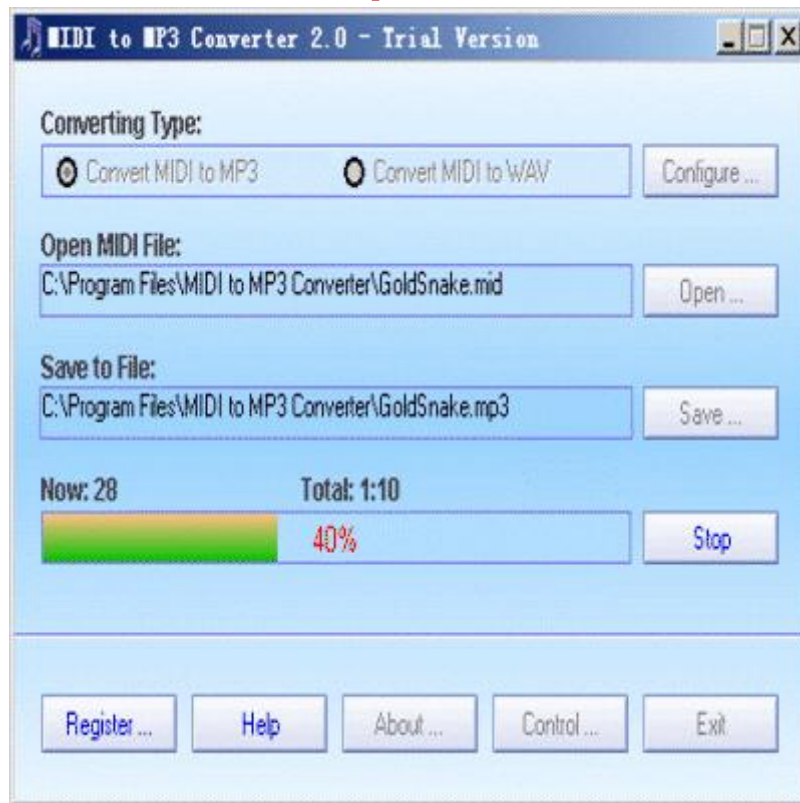 MIDI to MP3 Converter 2.0 - Trial Version
Converting Type:
Convert MIDI to MP3 Convert MIDI to WAV Configure ...
Open MIDI File:
C:\Program Files\MIDI to MP3 Converter\GoldSnake.mid Open ...
Save to File:
C:\Program Files\MIDI to MP3 Converter\GoldSnake.mp3 Save ...
Now: 28 Total: 1:10
40% Stop
Register ... Help About ... Control ... Exit